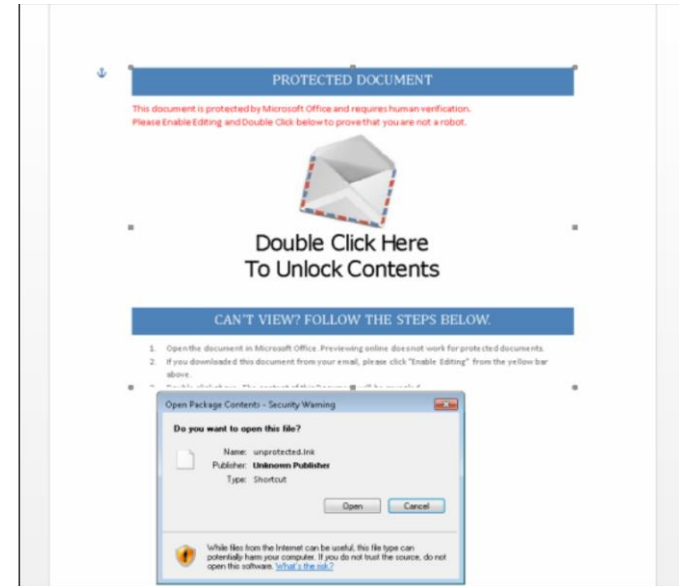 PROTECTED DOCUMENT
This document is protected by Microsoft Office and requires human verification.
Please Enable Editing and Double Click below to prove that you are not a robot.
Double Click Here
To Unlock Contents
CAN'T VIEW? FOLLOW THE STEPS BELOW.
1. Open the document in Microsoft Office. Previewing online does not work for protected documents.
2. If you downloaded this document from your email, please click "Enable Editing" from the yellow bar
above.
Open Package Contents - Security Warning
Do you want to open this file?
Name: unprotected.lnk
Publisher: Unknown Publisher
Type: Shortcut
Open Cancel
While files from the Internet can be useful, this file type can
potentially harm your computer. If you do not trust the source, do not
open this software. What's the risk?